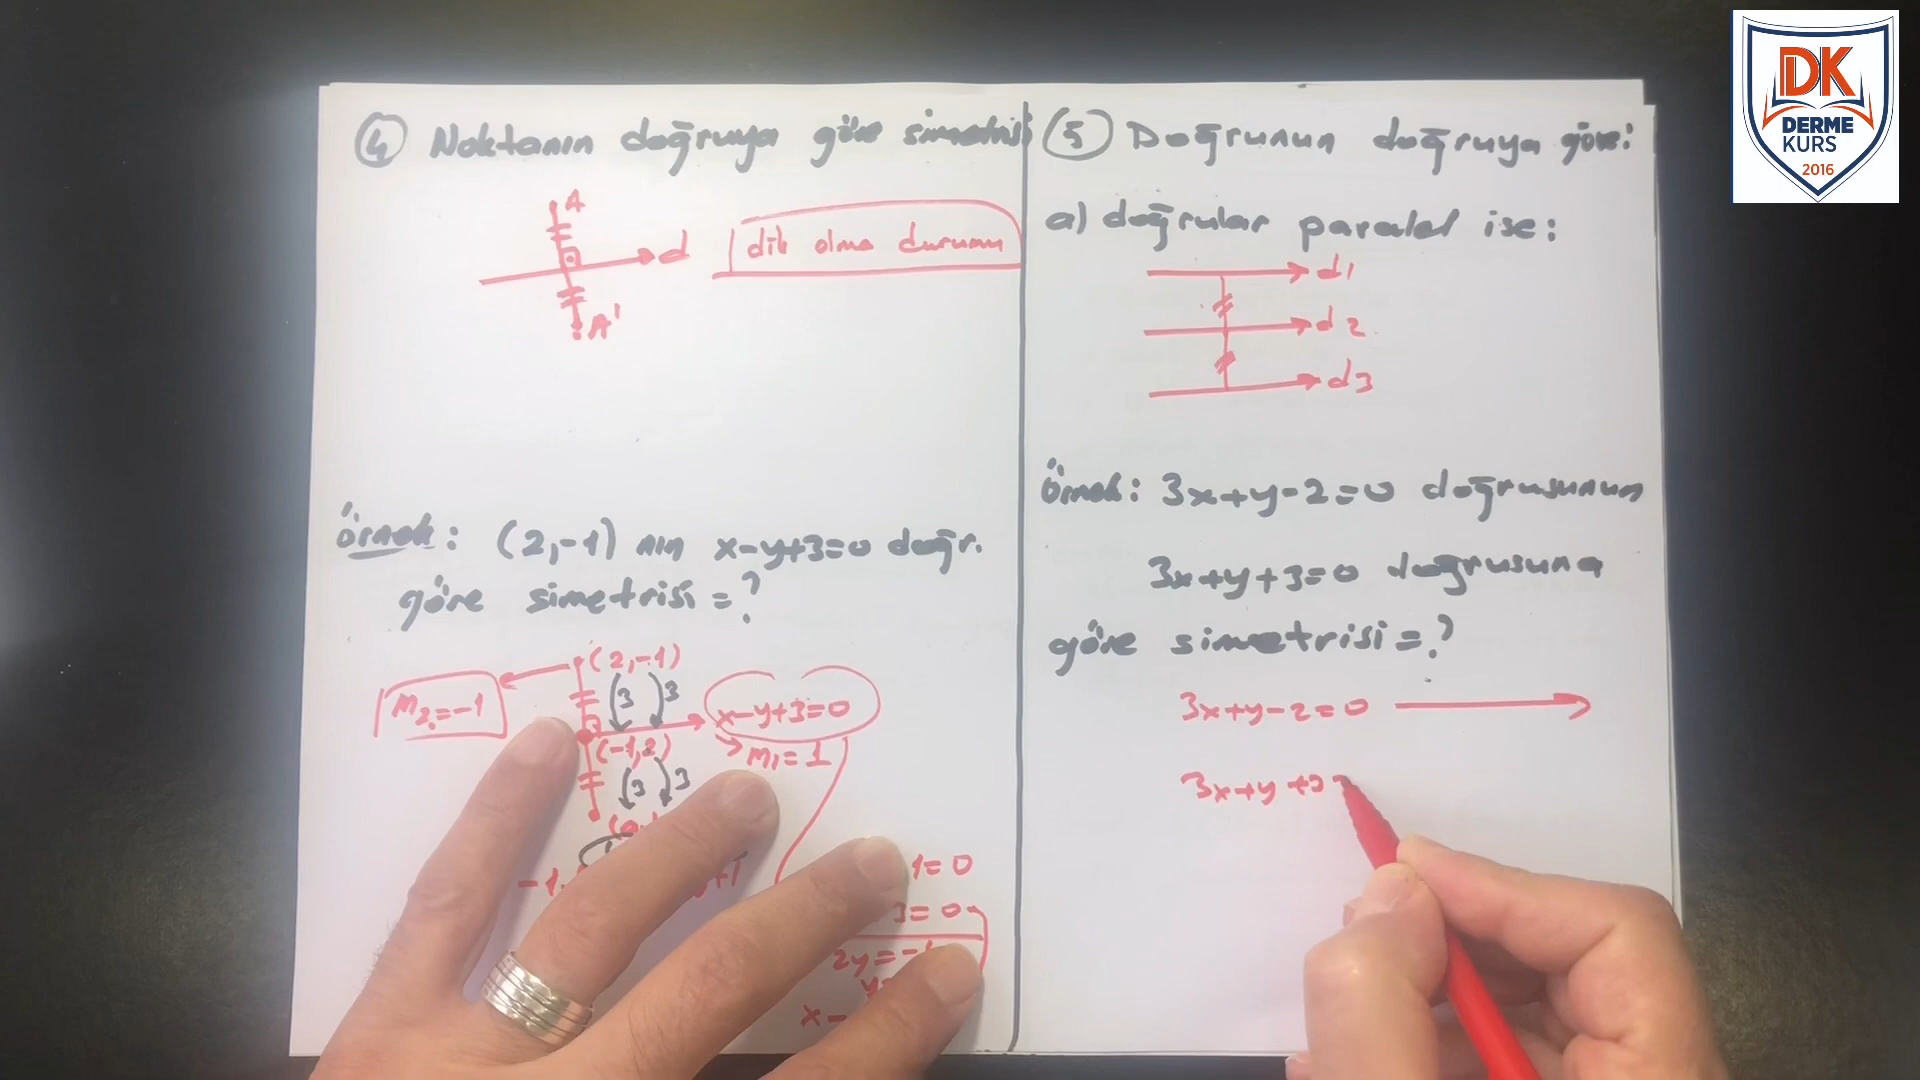 4 Noktanın doğruya göre simetrisi
A
d
dik olma durumu
A'
Örnek: (2,-1) nın x-y+3=0 doğr.
göre simetrisi=?
(2,-1)
m2=-1
3 3
x-y+3=0
(-1,2)
m1=1
3 3
-1.
1=0
3=0
2y=-
x-
5 Doğrunun doğruya göre:
a) doğrular paralel ise:
d1
d2
d3
Örnek: 3x+y-2=0 doğrusunun
3x+y+3=0 doğrusuna
göre simetrisi=?
3x+y-2=0
3x+y+3
DK
DERME
KURS
2016